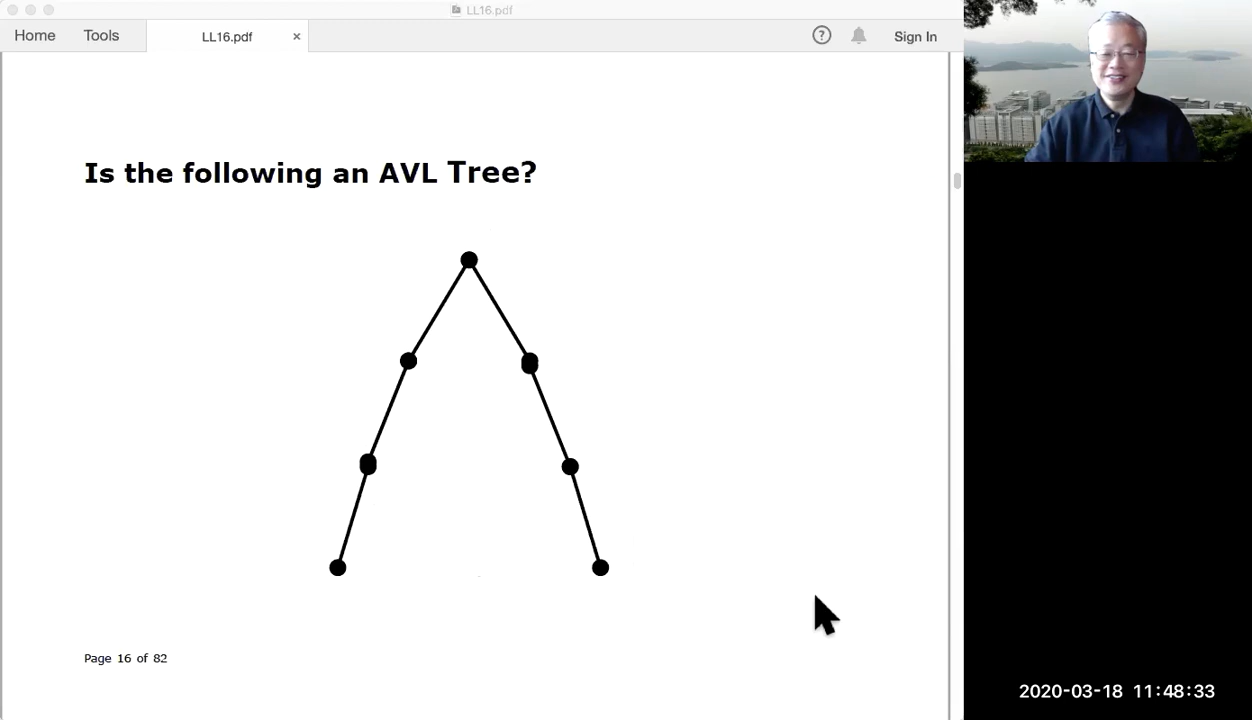 LL16.pdf
Home Tools LL16.pdf × ? Sign In
Is the following an AVL Tree?
Page 16 of 82
2020-03-18 11:48:33